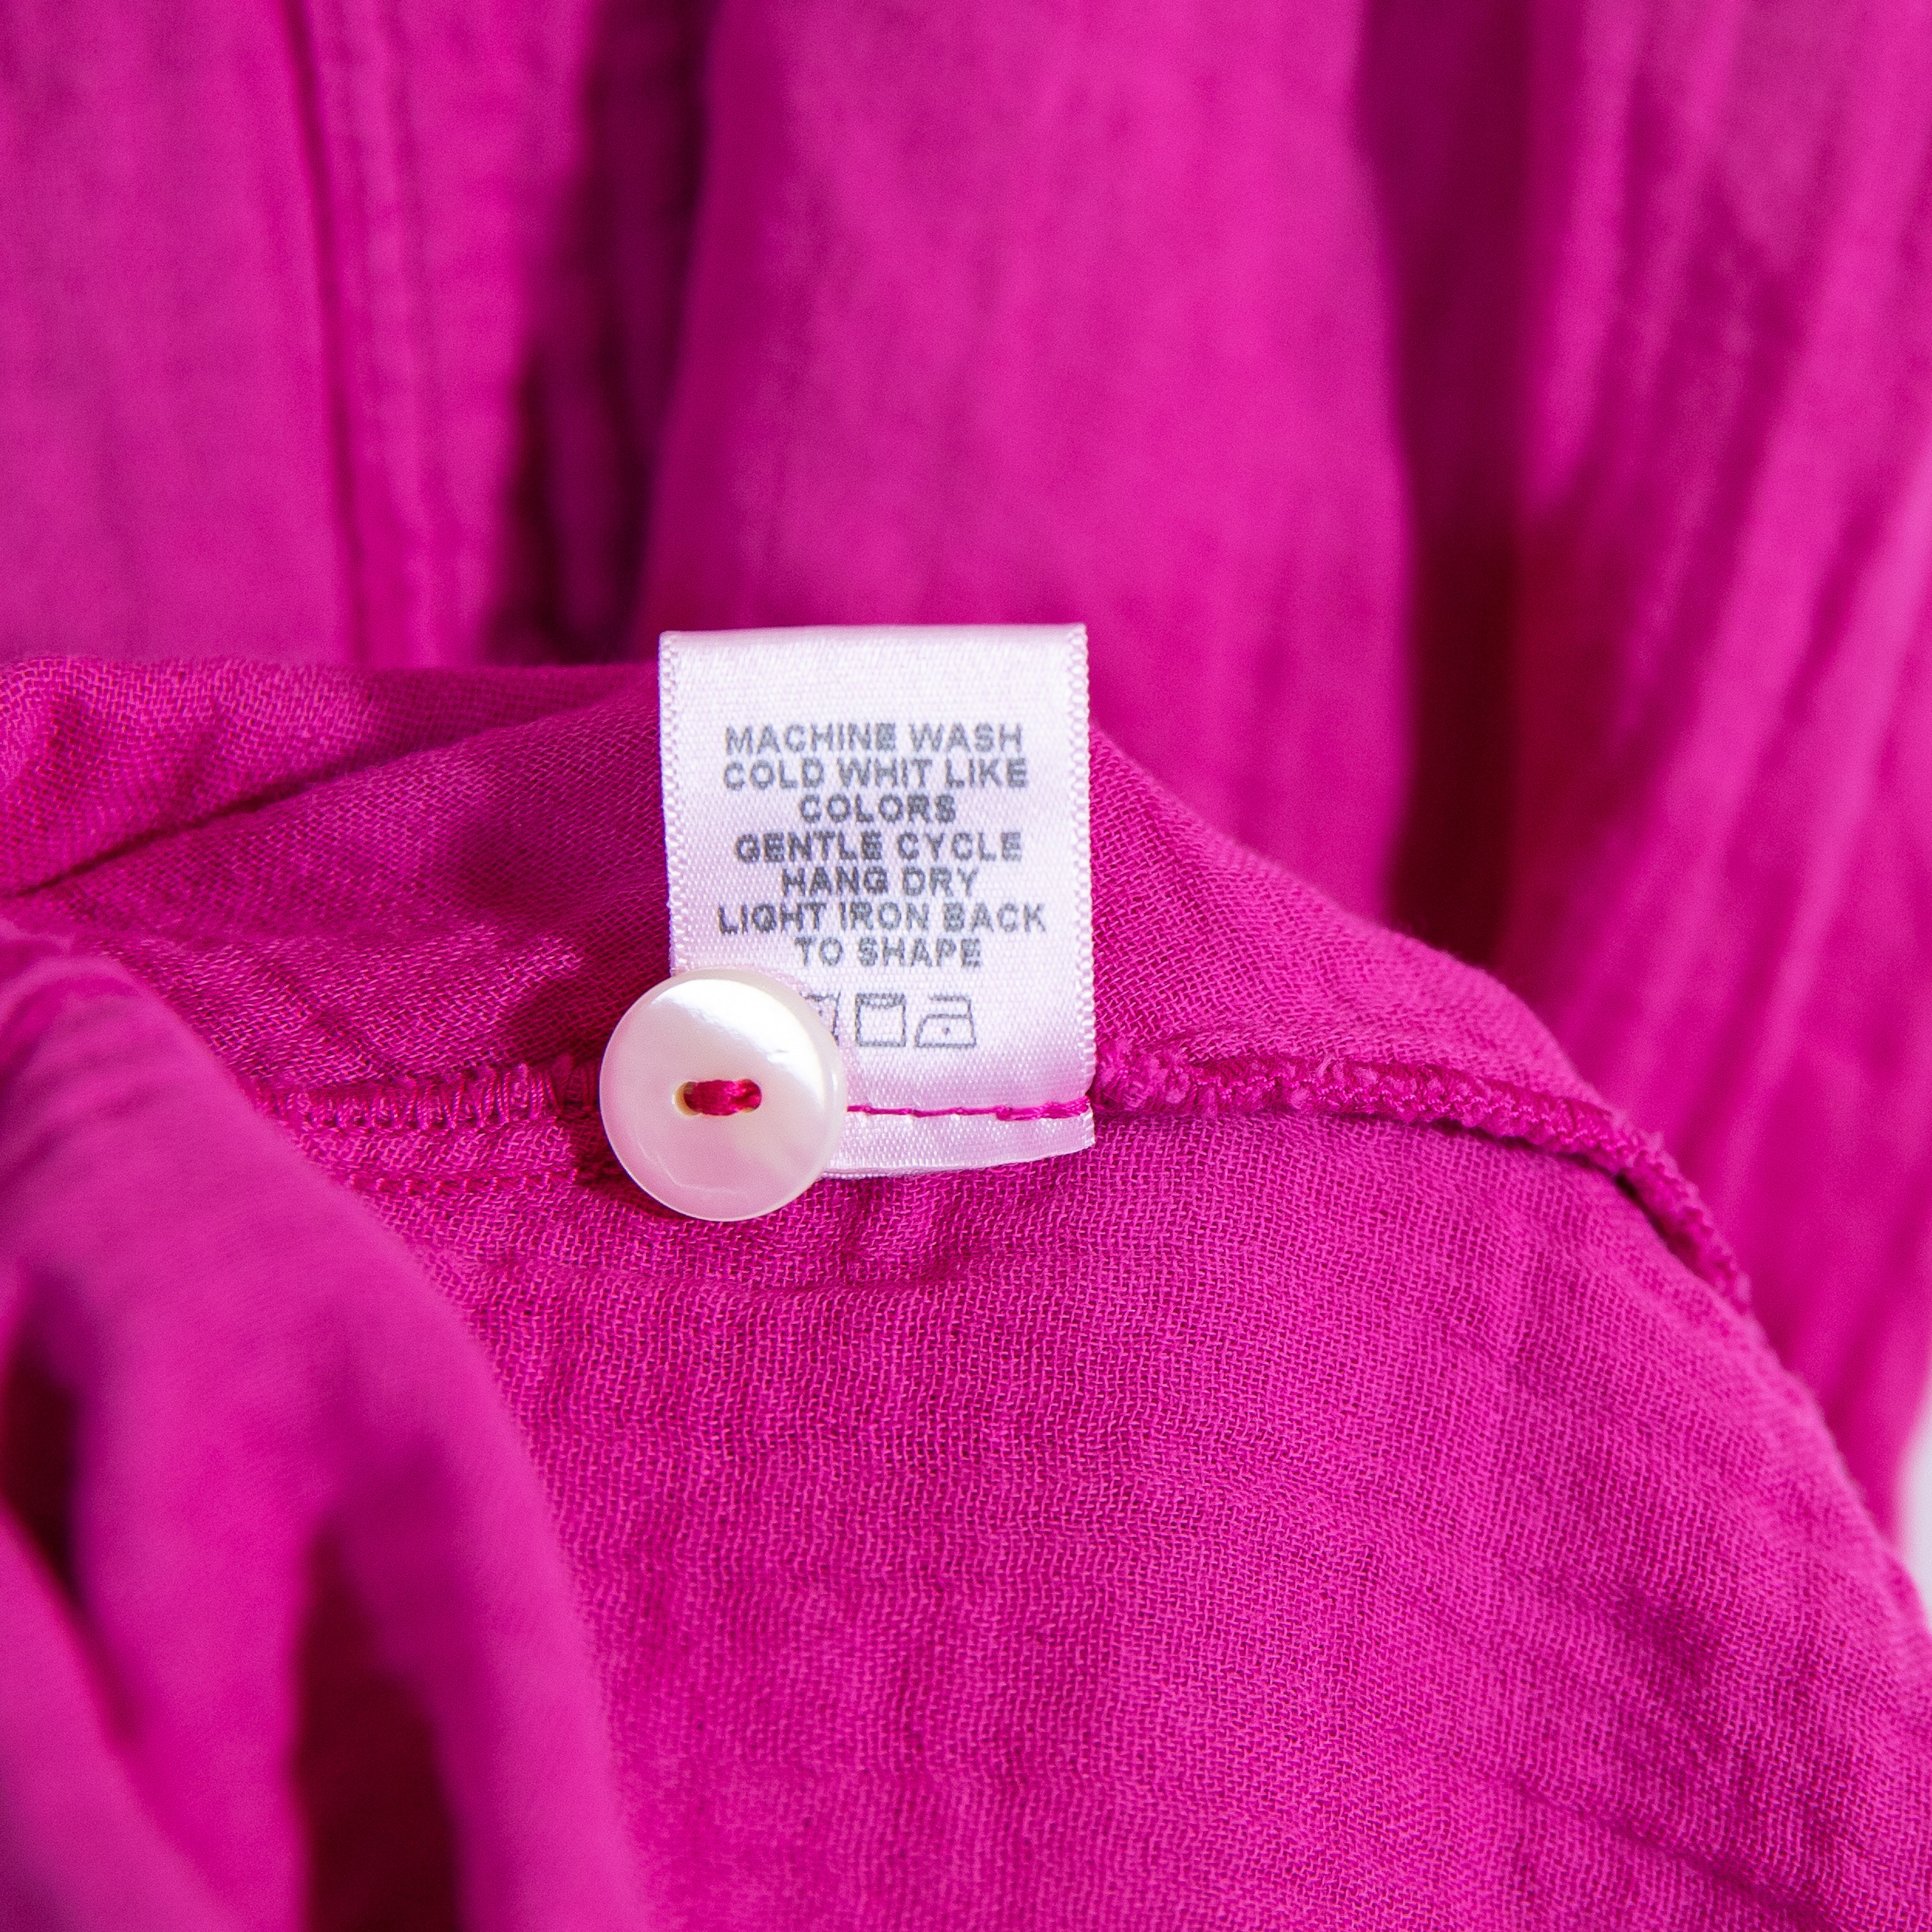 MACHINE WASH
COLD WHIT LIKE
COLORS
GENTLE CYCLE
HANG DRY
LIGHT IRON BACK
TO SHAPE